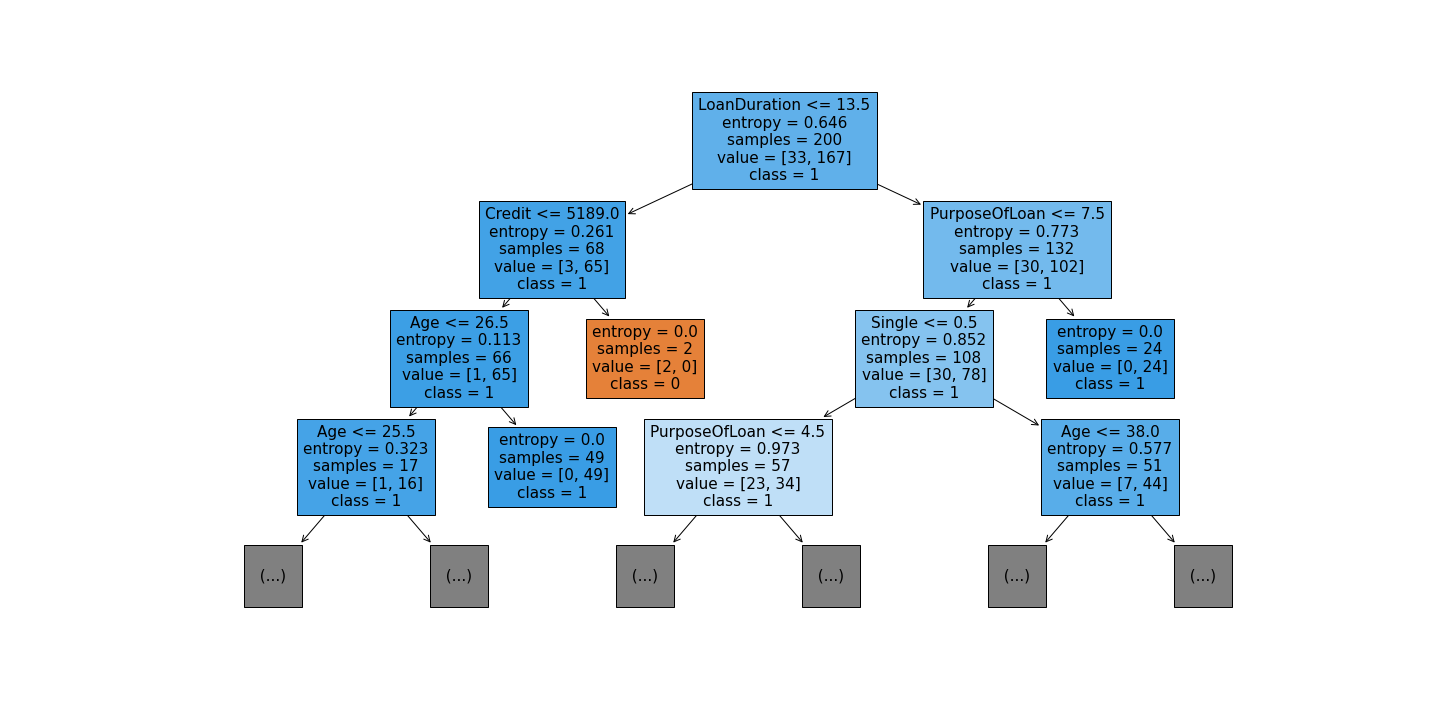 LoanDuration <= 13.5
entropy = 0.646
samples = 200
value = [33, 167]
class = 1
Credit <= 5189.0
entropy = 0.261
samples = 68
value = [3, 65]
class = 1
PurposeOfLoan <= 7.5
entropy = 0.773
samples = 132
value = [30, 102]
class = 1
Age <= 26.5
entropy = 0.113
samples = 66
value = [1, 65]
class = 1
entropy = 0.0
samples = 2
value = [2, 0]
class = 0
Single <= 0.5
entropy = 0.852
samples = 108
value = [30, 78]
class = 1
entropy = 0.0
samples = 24
value = [0, 24]
class = 1
Age <= 25.5
entropy = 0.323
samples = 17
value = [1, 16]
class = 1
entropy = 0.0
samples = 49
value = [0, 49]
class = 1
PurposeOfLoan <= 4.5
entropy = 0.973
samples = 57
value = [23, 34]
class = 1
Age <= 38.0
entropy = 0.577
samples = 51
value = [7, 44]
class = 1
(...)
(...)
(...)
(...)
(...)
(...)